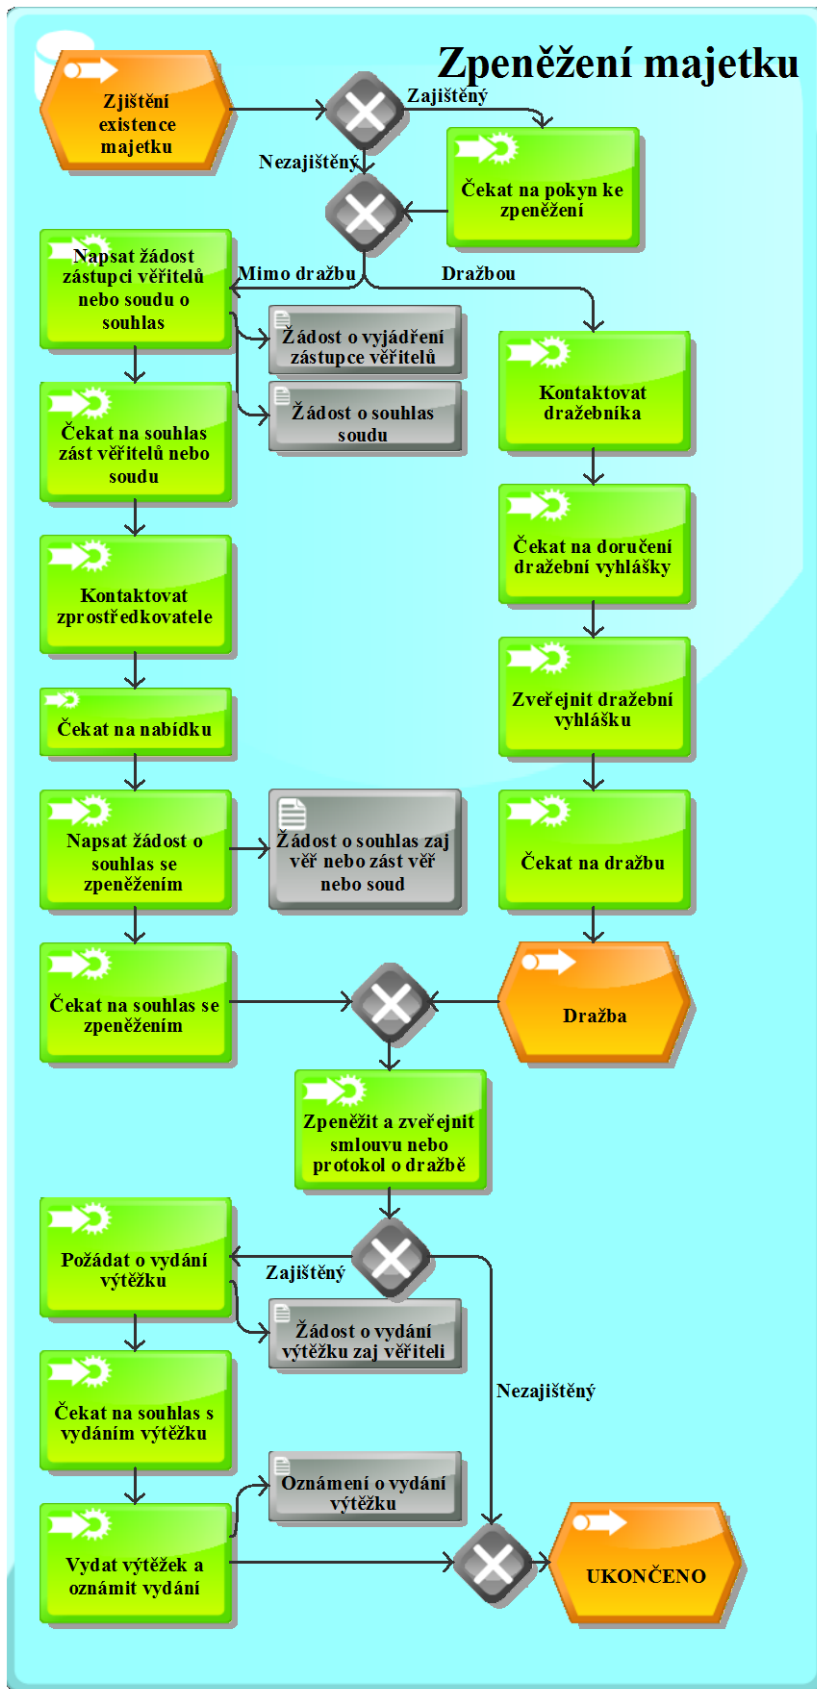 Zpeněžení majetku
Zjištění
existence
majetku
Zajištěný
Nezajištěný
Čekat na pokyn ke
zpeněžení
Mimo dražbu
Dražbou
Napsat žádost
zástupci věřitelů
nebo soudu o
souhlas
Žádost o vyjádření
zástupce věřitelů
Žádost o souhlas
soudu
Kontaktovat
dražebníka
Čekat na souhlas
zást věřitelů nebo
soudu
Čekat na doručení
dražební vyhlášky
Kontaktovat
zprostředkovatele
Zveřejnit dražební
vyhlášku
Čekat na nabídku
Napsat žádost o
souhlas se
zpeněžením
Žádost o souhlas zaj
věř nebo zást věř
nebo soud
Čekat na dražbu
Čekat na souhlas se
zpeněžením
Dražba
Zpeněžit a zveřejnit
smlouvu nebo
protokol o dražbě
Zajištěný
Požádat o vydání
výtěžku
Žádost o vydání
výtěžku zaj věřiteli
Nezajištěný
Čekat na souhlas s
vydáním výtěžku
Oznámení o vydání
výtěžku
Vydat výtěžek a
oznámit vydání
UKONČENO